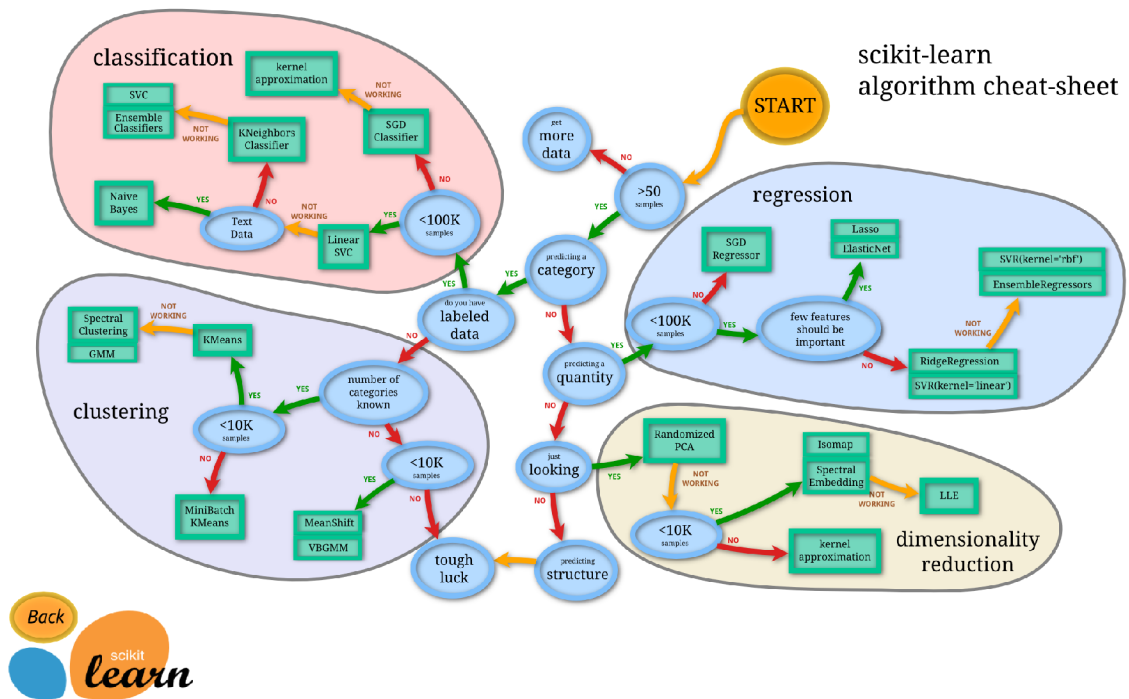 scikit-learn
algorithm cheat-sheet
START
get
more
data
NO
>50
samples
YES
predicting a
category
YES
NO
do you have
labeled
data
YES
NO
predicting a
quantity
YES
NO
just
looking
YES
NO
predicting
structure
tough
luck
classification
kernel
approximation
NOT
WORKING
SVC
Ensemble
Classifiers
NOT
WORKING
KNeighbors
Classifier
SGD
Classifier
NO
Naive
Bayes
YES
NO
Text
Data
NOT
WORKING
Linear
SVC
YES
<100K
samples
regression
SGD
Regressor
NO
<100K
samples
YES
Lasso
ElasticNet
YES
few features
should be
important
NO
SVR(kernel='rbf')
EnsembleRegressors
NOT
WORKING
RidgeRegression
SVR(kernel='linear')
clustering
Spectral
Clustering
GMM
NOT
WORKING
KMeans
YES
<10K
samples
NO
MiniBatch
KMeans
YES
number of
categories
known
NO
<10K
samples
YES
NO
MeanShift
VBGMM
dimensionality
reduction
Randomized
PCA
NOT
WORKING
<10K
samples
YES
NO
Isomap
Spectral
Embedding
NOT
WORKING
LLE
kernel
approximation
Back
scikit
learn